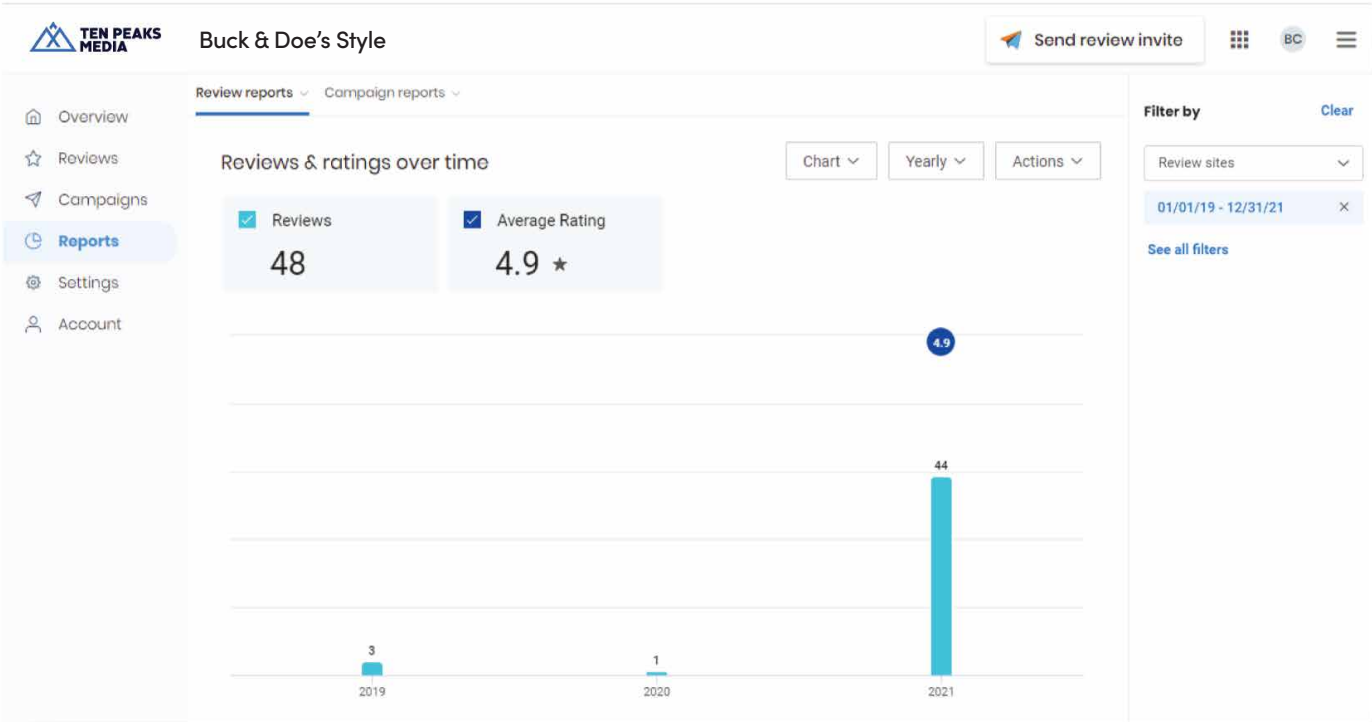 TEN PEAKS
MEDIA
Buck & Doe's Style
Send review invite
BC
Overview
Reviews
Campaigns
Reports
Settings
Account
Review reports
Campaign reports
Reviews & ratings over time
Chart
Yearly
Actions
Reviews
48
Average Rating
4.9 ★
4.9
44
3
1
2019
2020
2021
Filter by
Clear
Review sites
01/01/19 - 12/31/21
See all filters